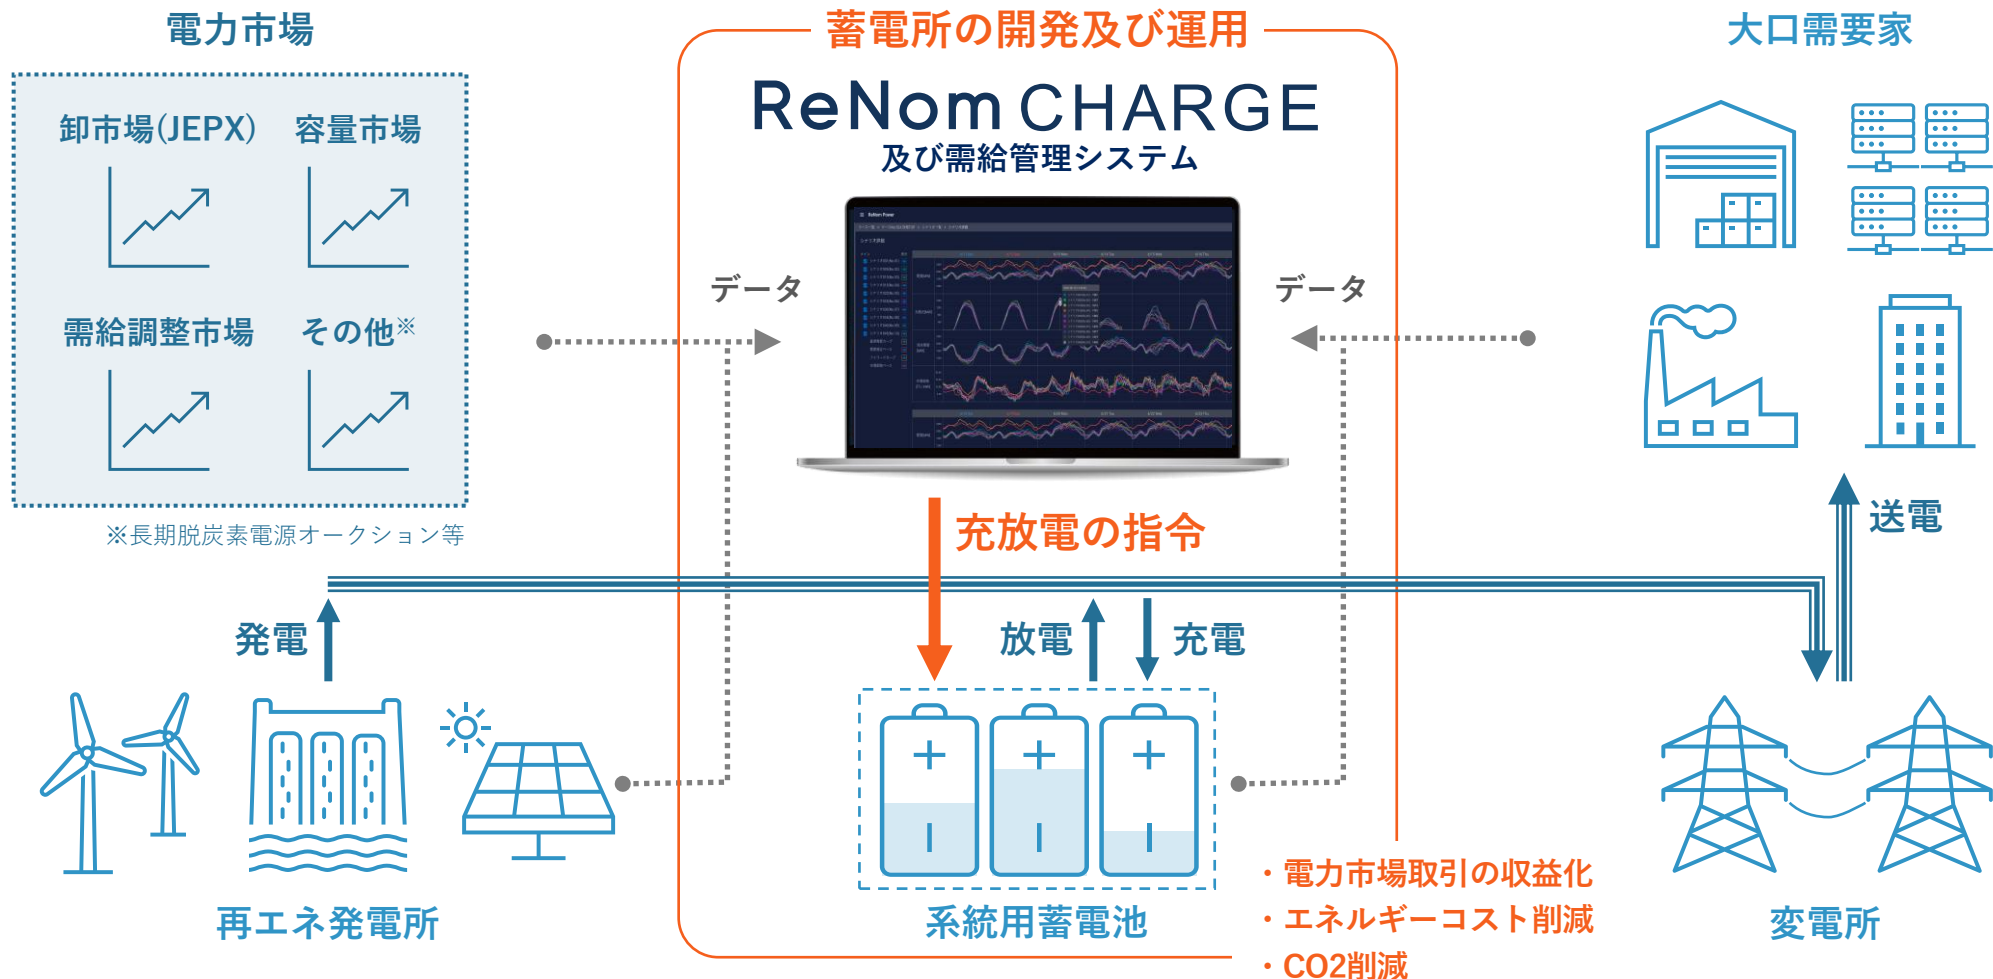 電力市場
卸市場(JEPX)
容量市場
需給調整市場
その他※
※長期脱炭素電源オークション等
蓄電所の開発及び運用
ReNom CHARGE
及び需給管理システム
ReNom Power
データ
データ
大口需要家
充放電の指令
送電
発電
放電
充電
再エネ発電所
系統用蓄電池
・電力市場取引の収益化
・エネルギーコスト削減
・CO2削減
変電所